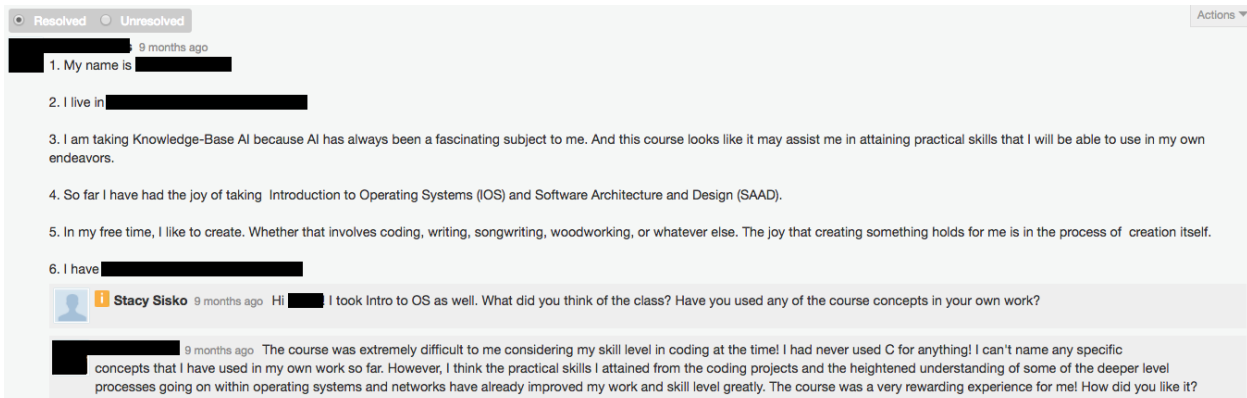 Resolved Unresolved Actions
9 months ago
1. My name is
2. I live in
3. I am taking Knowledge-Base AI because AI has always been a fascinating subject to me. And this course looks like it may assist me in attaining practical skills that I will be able to use in my own
endeavors.
4. So far I have had the joy of taking Introduction to Operating Systems (IOS) and Software Architecture and Design (SAAD).
5. In my free time, I like to create. Whether that involves coding, writing, songwriting, woodworking, or whatever else. The joy that creating something holds for me is in the process of creation itself.
6. I have
i Stacy Sisko 9 months ago Hi ! I took Intro to OS as well. What did you think of the class? Have you used any of the course concepts in your own work?
9 months ago The course was extremely difficult to me considering my skill level in coding at the time! I had never used C for anything! I can't name any specific
concepts that I have used in my own work so far. However, I think the practical skills I attained from the coding projects and the heightened understanding of some of the deeper level
processes going on within operating systems and networks have already improved my work and skill level greatly. The course was a very rewarding experience for me! How did you like it?